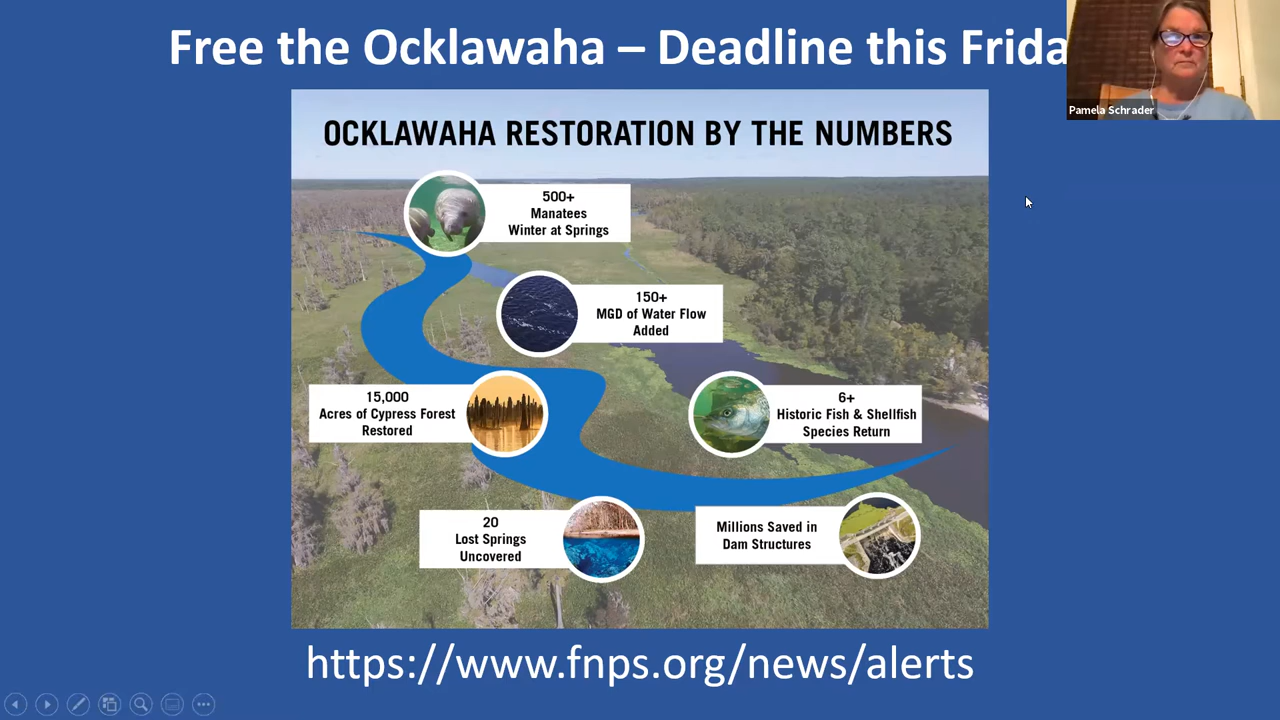 Free the Ocklawaha – Deadline this Frida
Pamela Schrader
OCKLAWAHA RESTORATION BY THE NUMBERS
500+
Manatees
Winter at Springs
150+
MGD of Water Flow
Added
15,000
Acres of Cypress Forest
Restored
6+
Historic Fish & Shellfish
Species Return
20
Lost Springs
Uncovered
Millions Saved in
Dam Structures
https://www.fnps.org/news/alerts